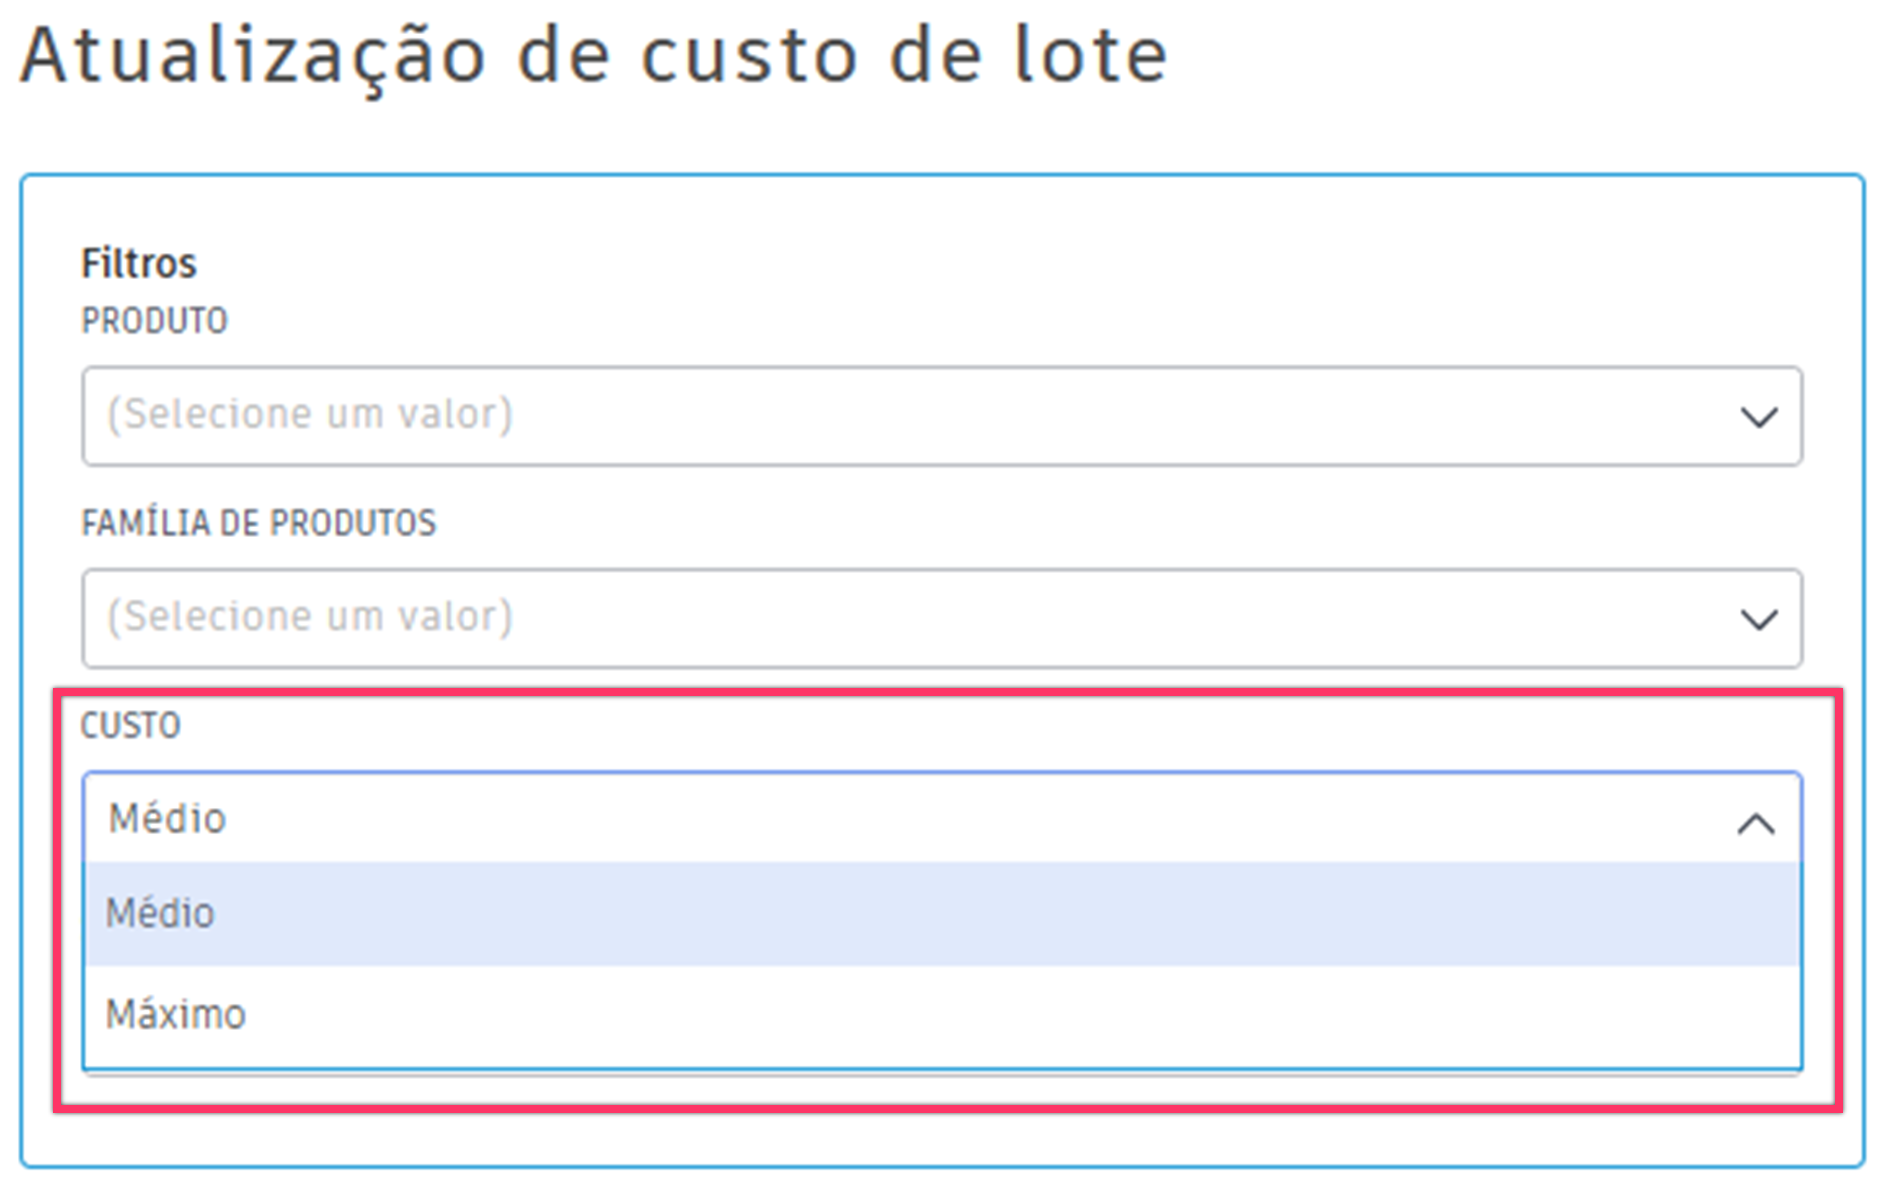 Atualização de custo de lote
Filtros
PRODUTO
(Selecione um valor)
FAMÍLIA DE PRODUTOS
(Selecione um valor)
CUSTO
Médio
Médio
Máximo